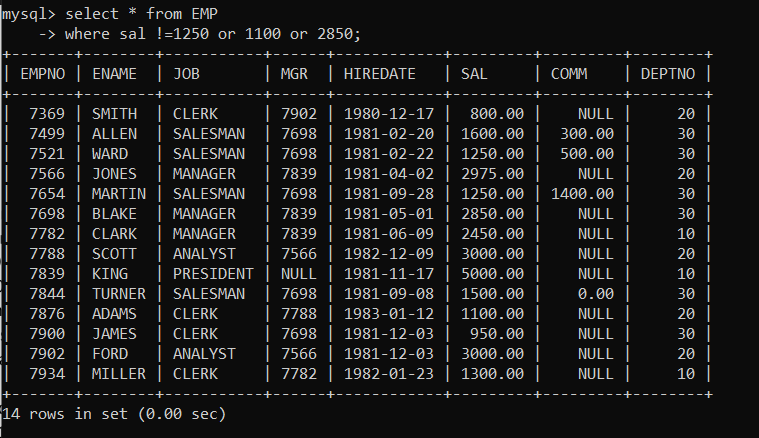 mysql> select * from EMP
    -> where sal !=1250 or 1100 or 2850;
+-------+--------+-----------+------+------------+---------+---------+--------+
| EMPNO | ENAME  | JOB       | MGR  | HIREDATE   | SAL     | COMM    | DEPTNO |
+-------+--------+-----------+------+------------+---------+---------+--------+
|  7369 | SMITH  | CLERK     | 7902 | 1980-12-17 |  800.00 |    NULL |     20 |
|  7499 | ALLEN  | SALESMAN  | 7698 | 1981-02-20 | 1600.00 |  300.00 |     30 |
|  7521 | WARD   | SALESMAN  | 7698 | 1981-02-22 | 1250.00 |  500.00 |     30 |
|  7566 | JONES  | MANAGER   | 7839 | 1981-04-02 | 2975.00 |    NULL |     20 |
|  7654 | MARTIN | SALESMAN  | 7698 | 1981-09-28 | 1250.00 | 1400.00 |     30 |
|  7698 | BLAKE  | MANAGER   | 7839 | 1981-05-01 | 2850.00 |    NULL |     30 |
|  7782 | CLARK  | MANAGER   | 7839 | 1981-06-09 | 2450.00 |    NULL |     10 |
|  7788 | SCOTT  | ANALYST   | 7566 | 1982-12-09 | 3000.00 |    NULL |     20 |
|  7839 | KING   | PRESIDENT | NULL | 1981-11-17 | 5000.00 |    NULL |     10 |
|  7844 | TURNER | SALESMAN  | 7698 | 1981-09-08 | 1500.00 |    0.00 |     30 |
|  7876 | ADAMS  | CLERK     | 7788 | 1983-01-12 | 1100.00 |    NULL |     20 |
|  7900 | JAMES  | CLERK     | 7698 | 1981-12-03 |  950.00 |    NULL |     30 |
|  7902 | FORD   | ANALYST   | 7566 | 1981-12-03 | 3000.00 |    NULL |     20 |
|  7934 | MILLER | CLERK     | 7782 | 1982-01-23 | 1300.00 |    NULL |     10 |
+-------+--------+-----------+------+------------+---------+---------+--------+
14 rows in set (0.00 sec)